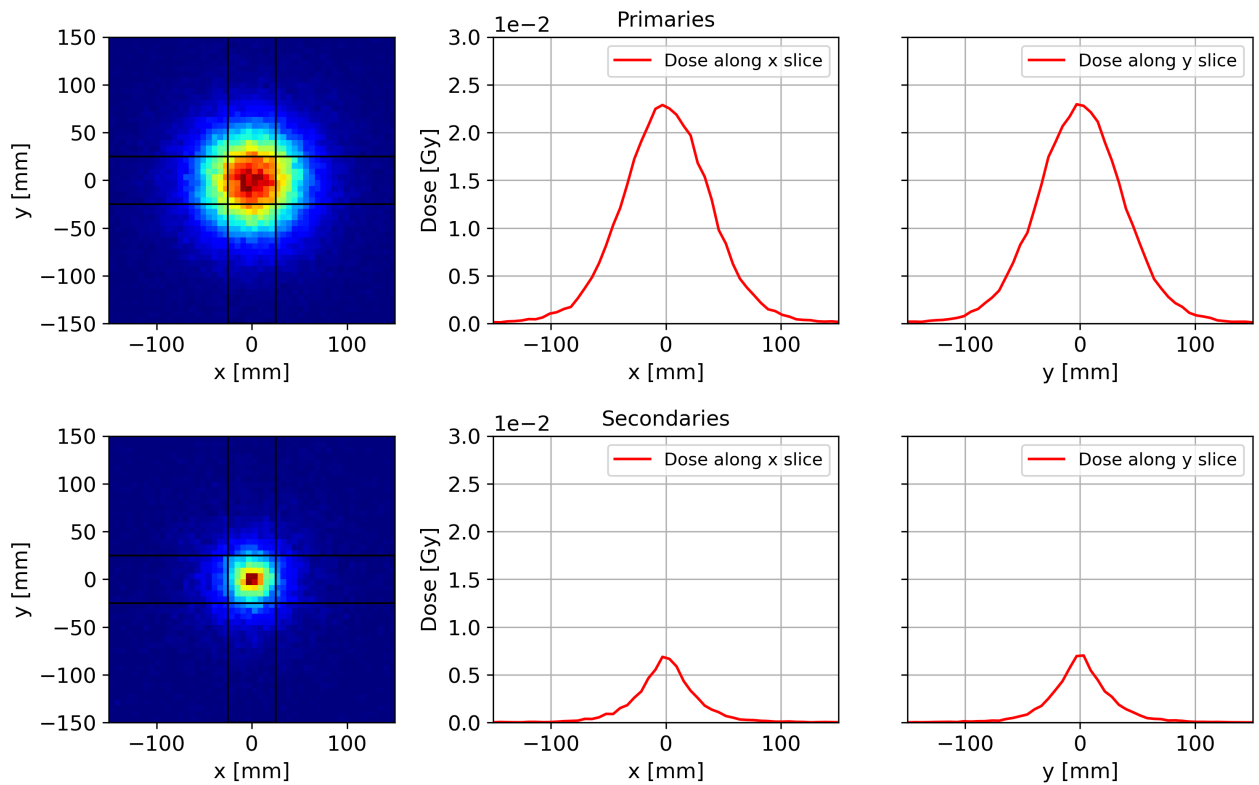 Primaries
1e−2
150
100
50
0
−50
−100
−150
y [mm]
−100 0 100
x [mm]
3.0
2.5
2.0
1.5
1.0
0.5
0.0
Dose [Gy]
Dose along x slice
−100 0 100
x [mm]
Dose along y slice
−100 0 100
y [mm]
Secondaries
1e−2
150
100
50
0
−50
−100
−150
y [mm]
−100 0 100
x [mm]
3.0
2.5
2.0
1.5
1.0
0.5
0.0
Dose [Gy]
Dose along x slice
−100 0 100
x [mm]
Dose along y slice
−100 0 100
y [mm]